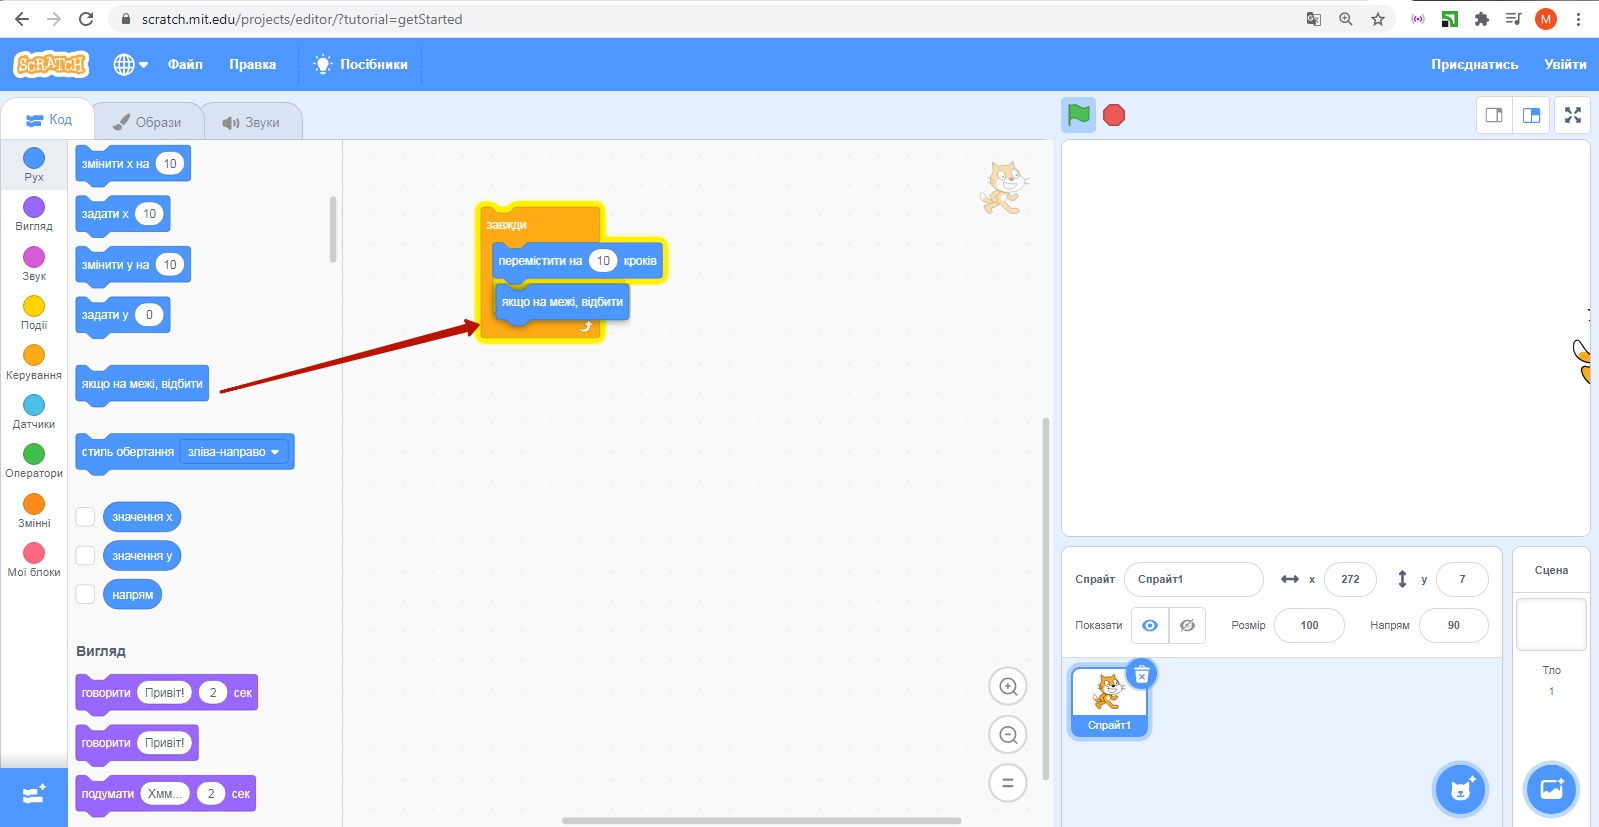 scratch.mit.edu/projects/editor/?tutorial=getStarted
M
SCRATCH
Файл
Правка
Посібники
Приєднатись
Увійти
Код
Образи
Звуки
Рух
Вигляд
Звук
Події
Керування
Датчики
Оператори
Змінні
Мої блоки
змінити x на 10
задати x 10
змінити y на 10
задати y 0
якщо на межі, відбити
стиль обертання зліва-направо
значення x
значення y
напрям
Вигляд
говорити Привіт! 2 сек
говорити Привіт!
подумати Хмм... 2 сек
завжди
перемістити на 10 кроків
якщо на межі, відбити
Спрайт Спрайт1 x 272 y 7
Показати Розмір 100 Напрям 90
Спрайт1
Сцена
Тло
1